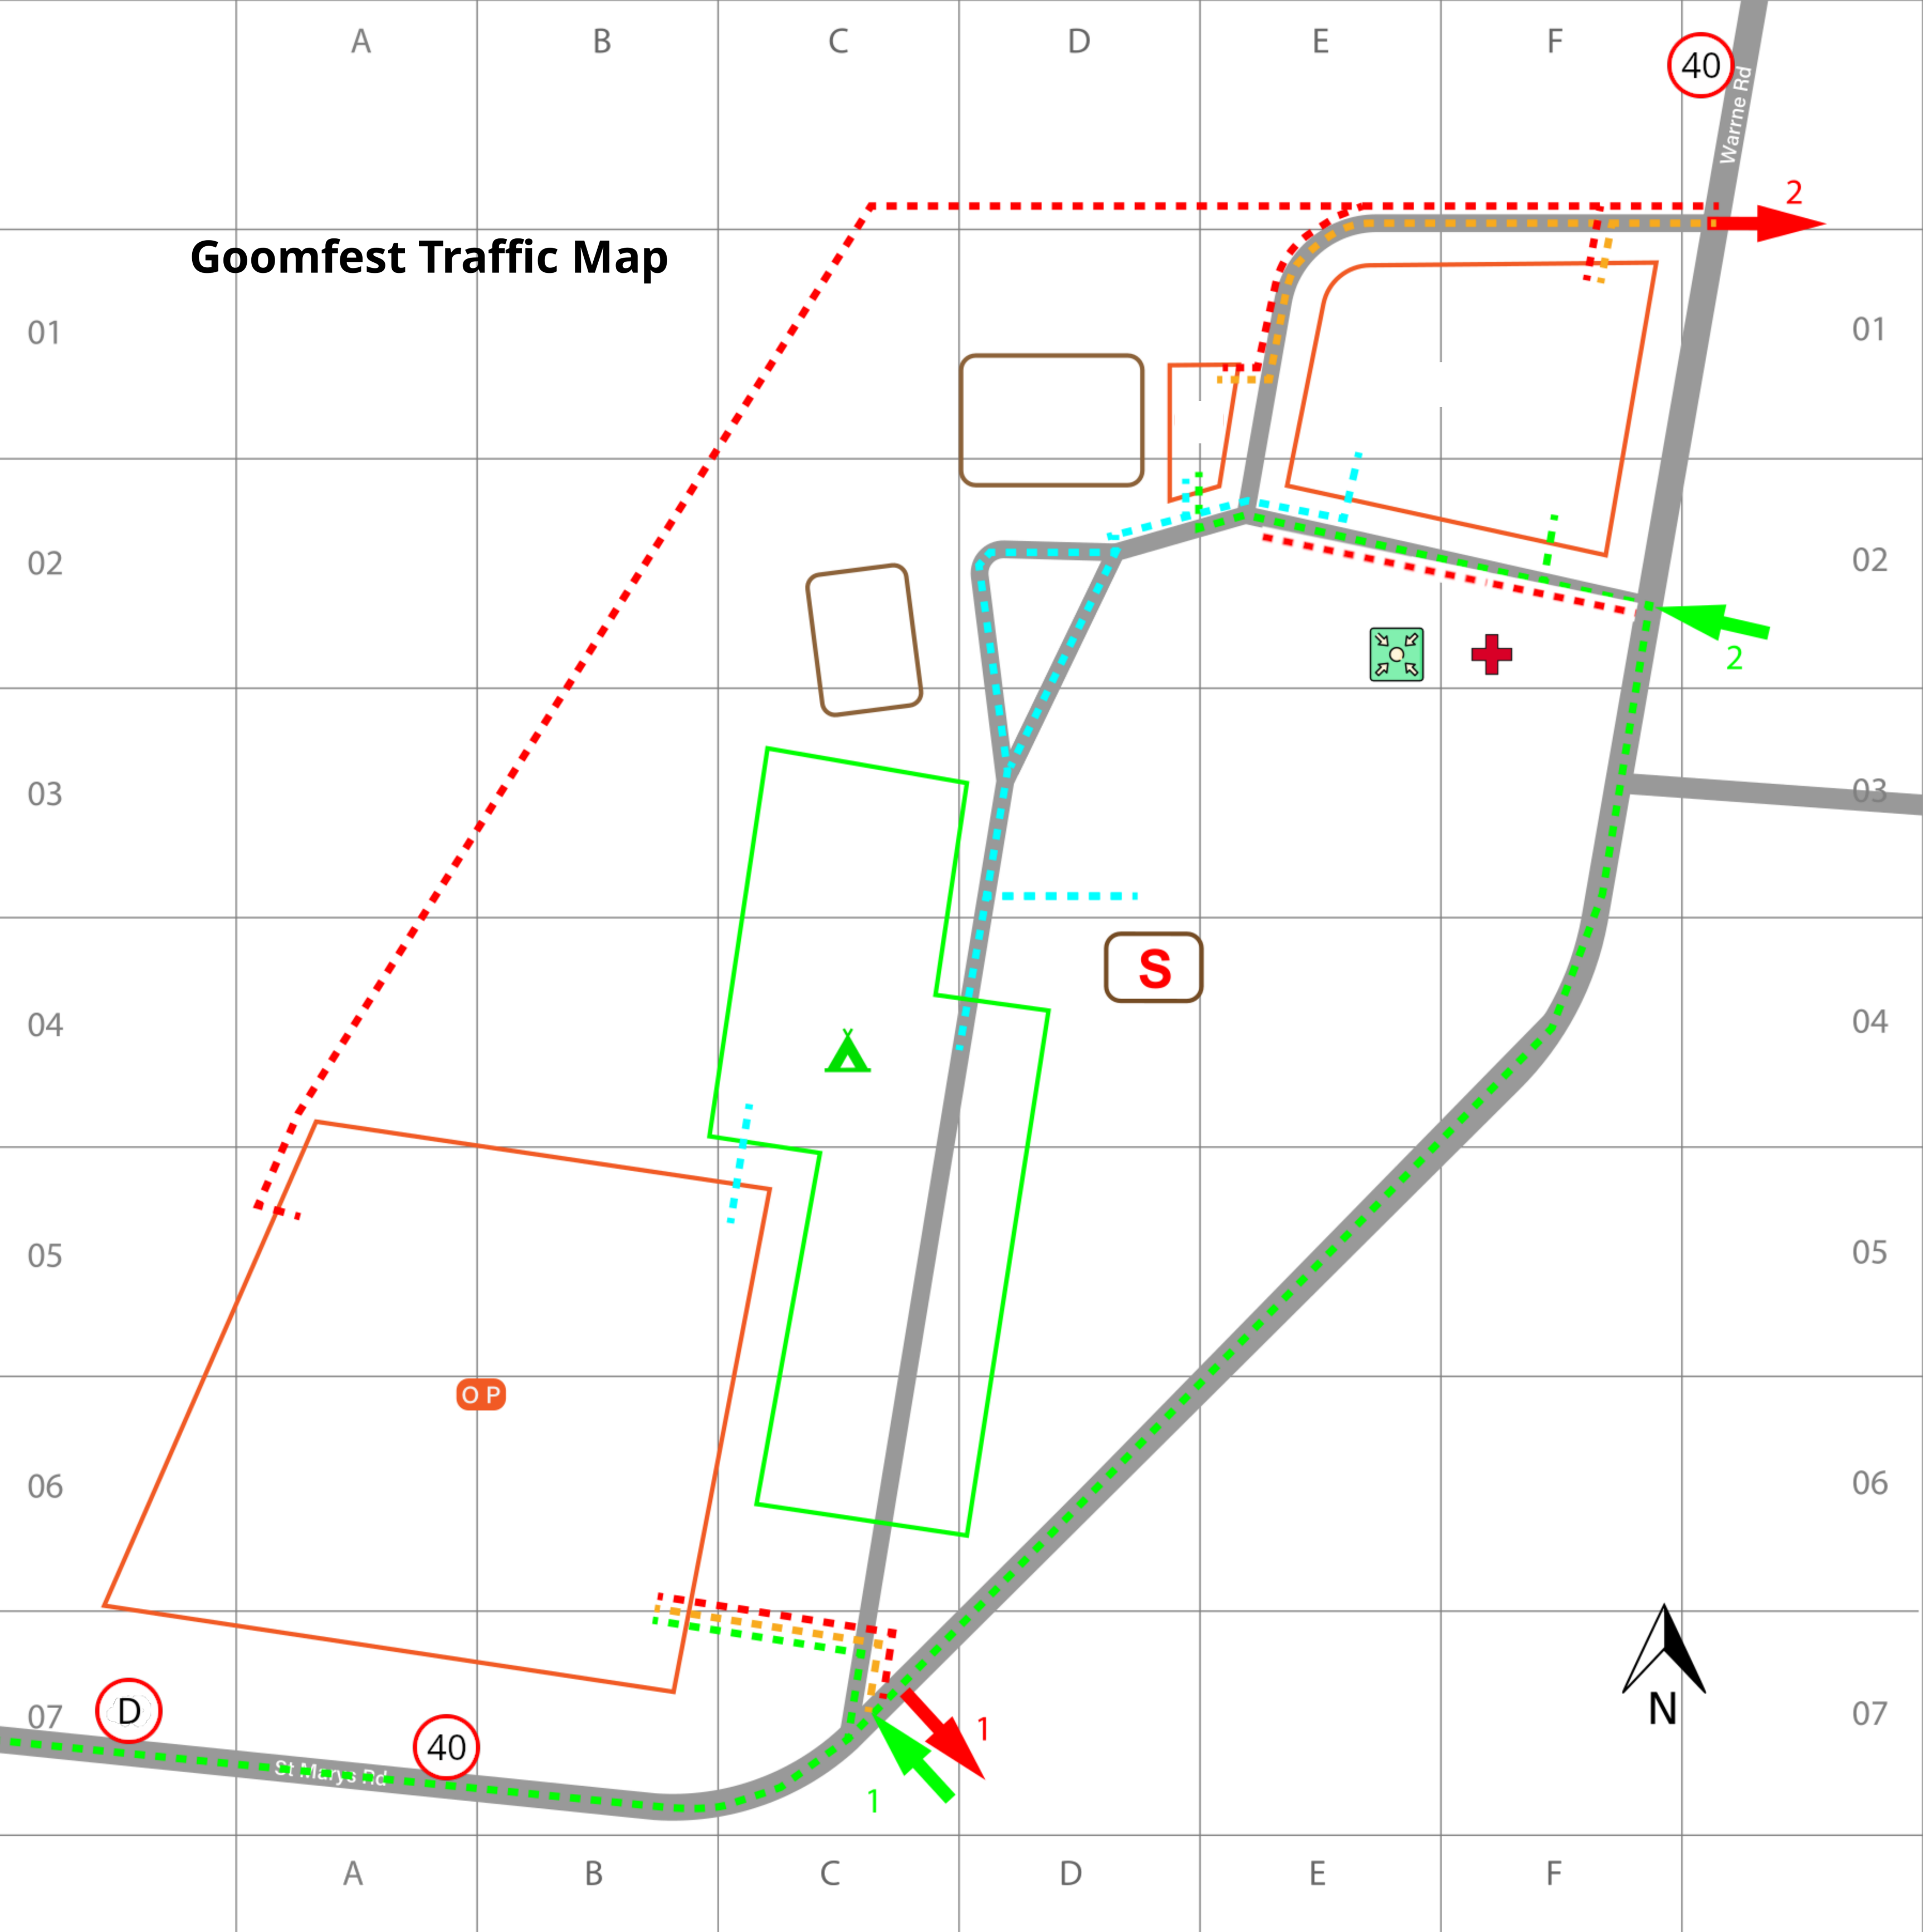 A B C D E F
40
Warrne Rd
2
Goomfest Traffic Map
01 01
02 02
2
03 03
S
04 04
05 05
O P
06 06
N
07 07
D
40
St Marys Rd
1
1
A B C D E F